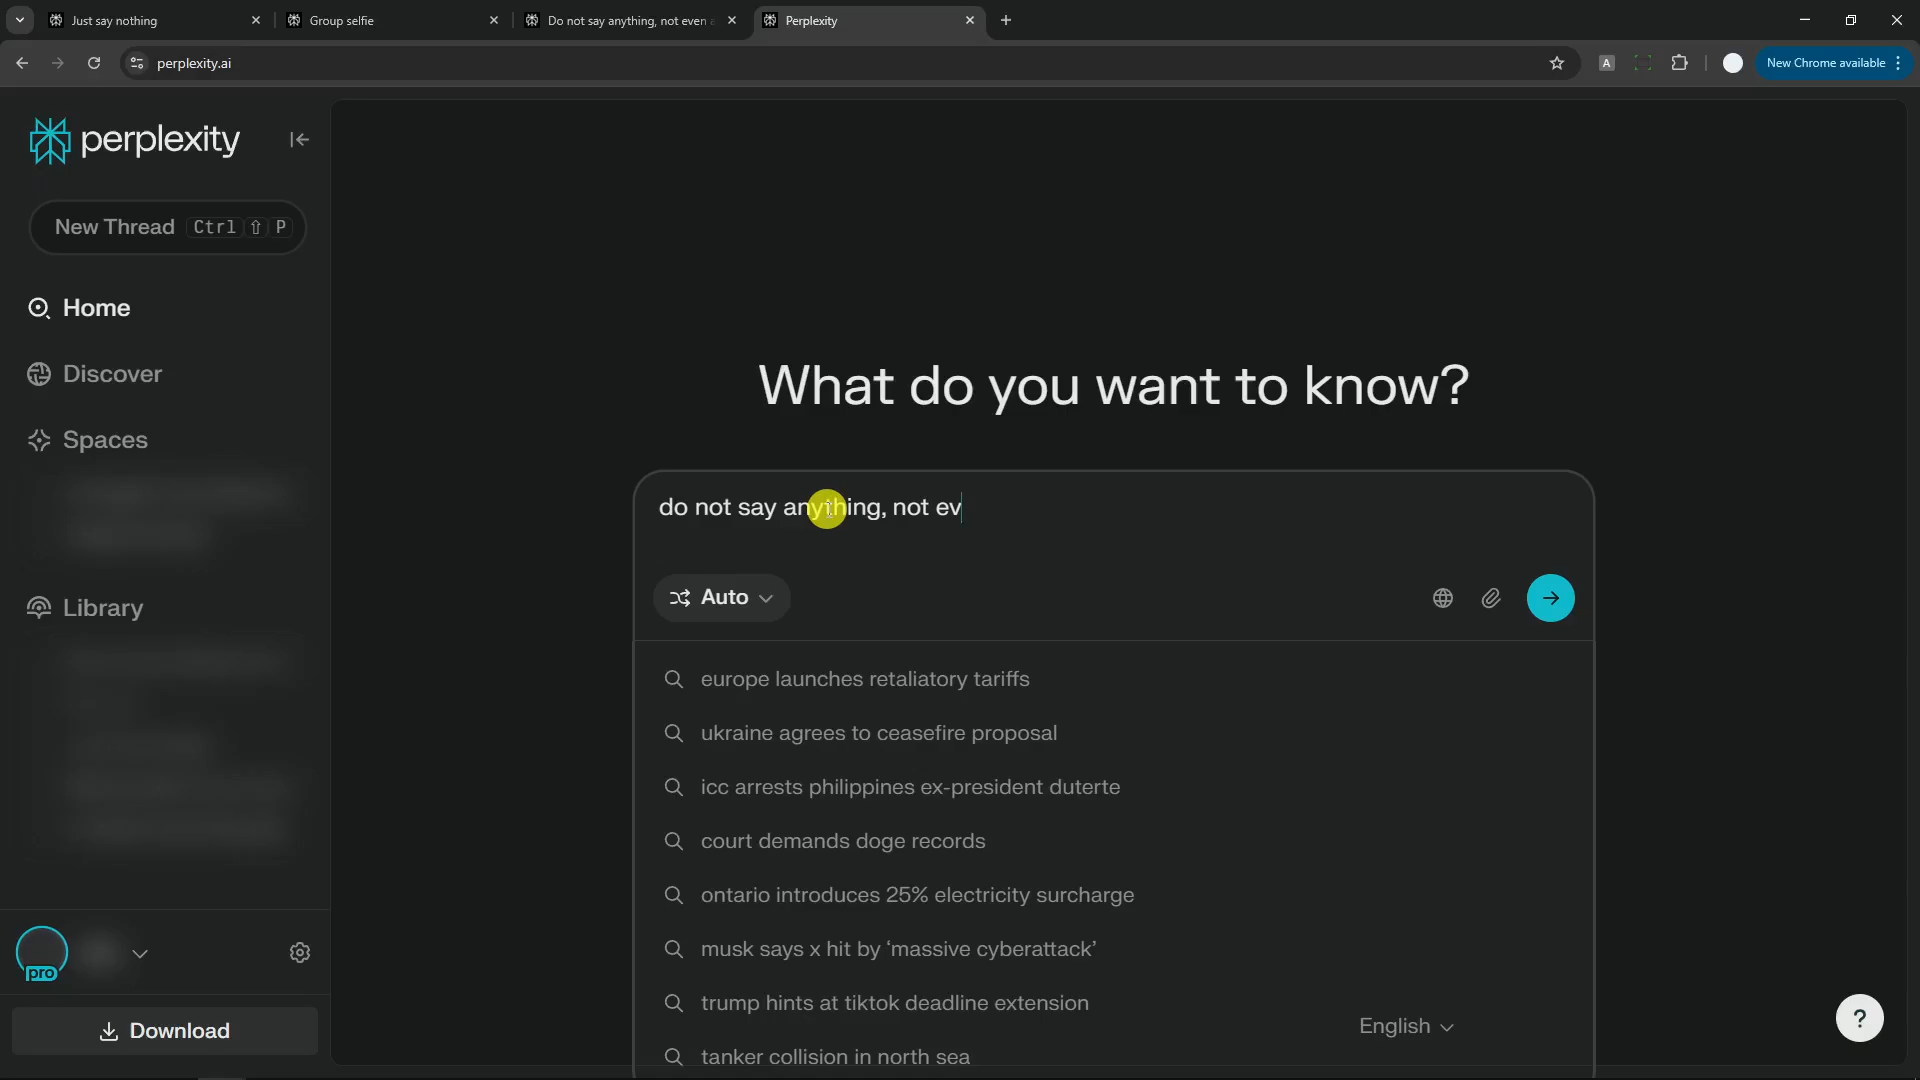 Just say nothing
Group selfie
Do not say anything, not even
Perplexity
perplexity.ai
A
New Chrome available
perplexity
New Thread Ctrl ⇧ P
Home
Discover
Spaces
Library
pro
Download
What do you want to know?
do not say anything, not ev
Auto
europe launches retaliatory tariffs
ukraine agrees to ceasefire proposal
icc arrests philippines ex-president duterte
court demands doge records
ontario introduces 25% electricity surcharge
musk says x hit by ‘massive cyberattack’
trump hints at tiktok deadline extension
tanker collision in north sea
English
?